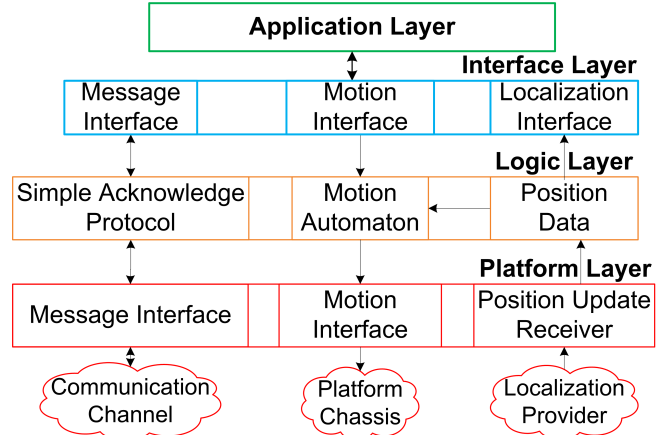 Application Layer
Interface Layer
Message
Interface
Motion
Interface
Localization
Interface
Logic Layer
Simple Acknowledge
Protocol
Motion
Automaton
Position
Data
Platform Layer
Message Interface
Motion
Interface
Position Update
Receiver
Communication
Channel
Platform
Chassis
Localization
Provider